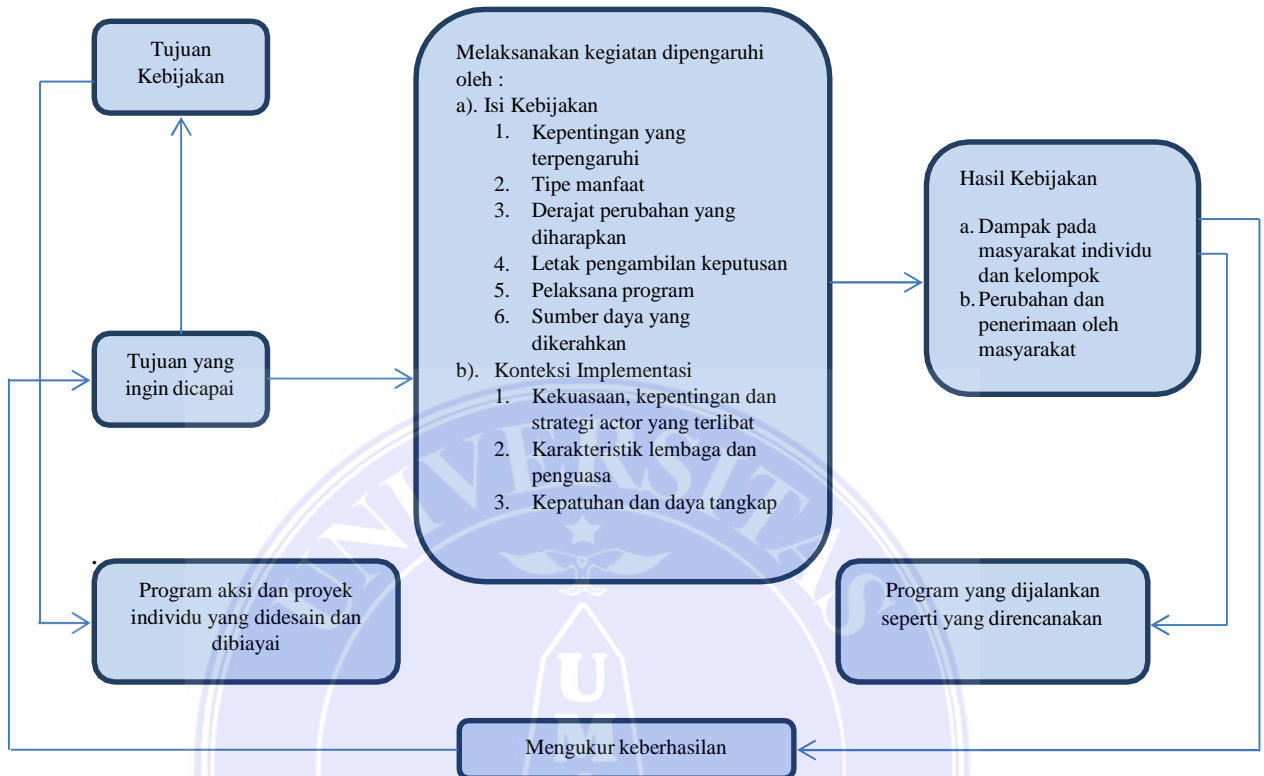 Tujuan
Kebijakan
Melaksanakan kegiatan dipengaruhi
oleh :
a). Isi Kebijakan
1. Kepentingan yang
terpengaruhi
2. Tipe manfaat
3. Derajat perubahan yang
diharapkan
4. Letak pengambilan keputusan
5. Pelaksana program
6. Sumber daya yang
dikerahkan
b). Konteksi Implementasi
1. Kekuasaan, kepentingan dan
strategi actor yang terlibat
2. Karakteristik lembaga dan
penguasa
3. Kepatuhan dan daya tangkap
Hasil Kebijakan
a. Dampak pada
masyarakat individu
dan kelompok
b. Perubahan dan
penerimaan oleh
masyarakat
Tujuan yang
ingin dicapai
.
Program aksi dan proyek
individu yang didesain dan
dibiayai
Program yang dijalankan
seperti yang direncanakan
Mengukur keberhasilan
UNIVERSITAS
U
M